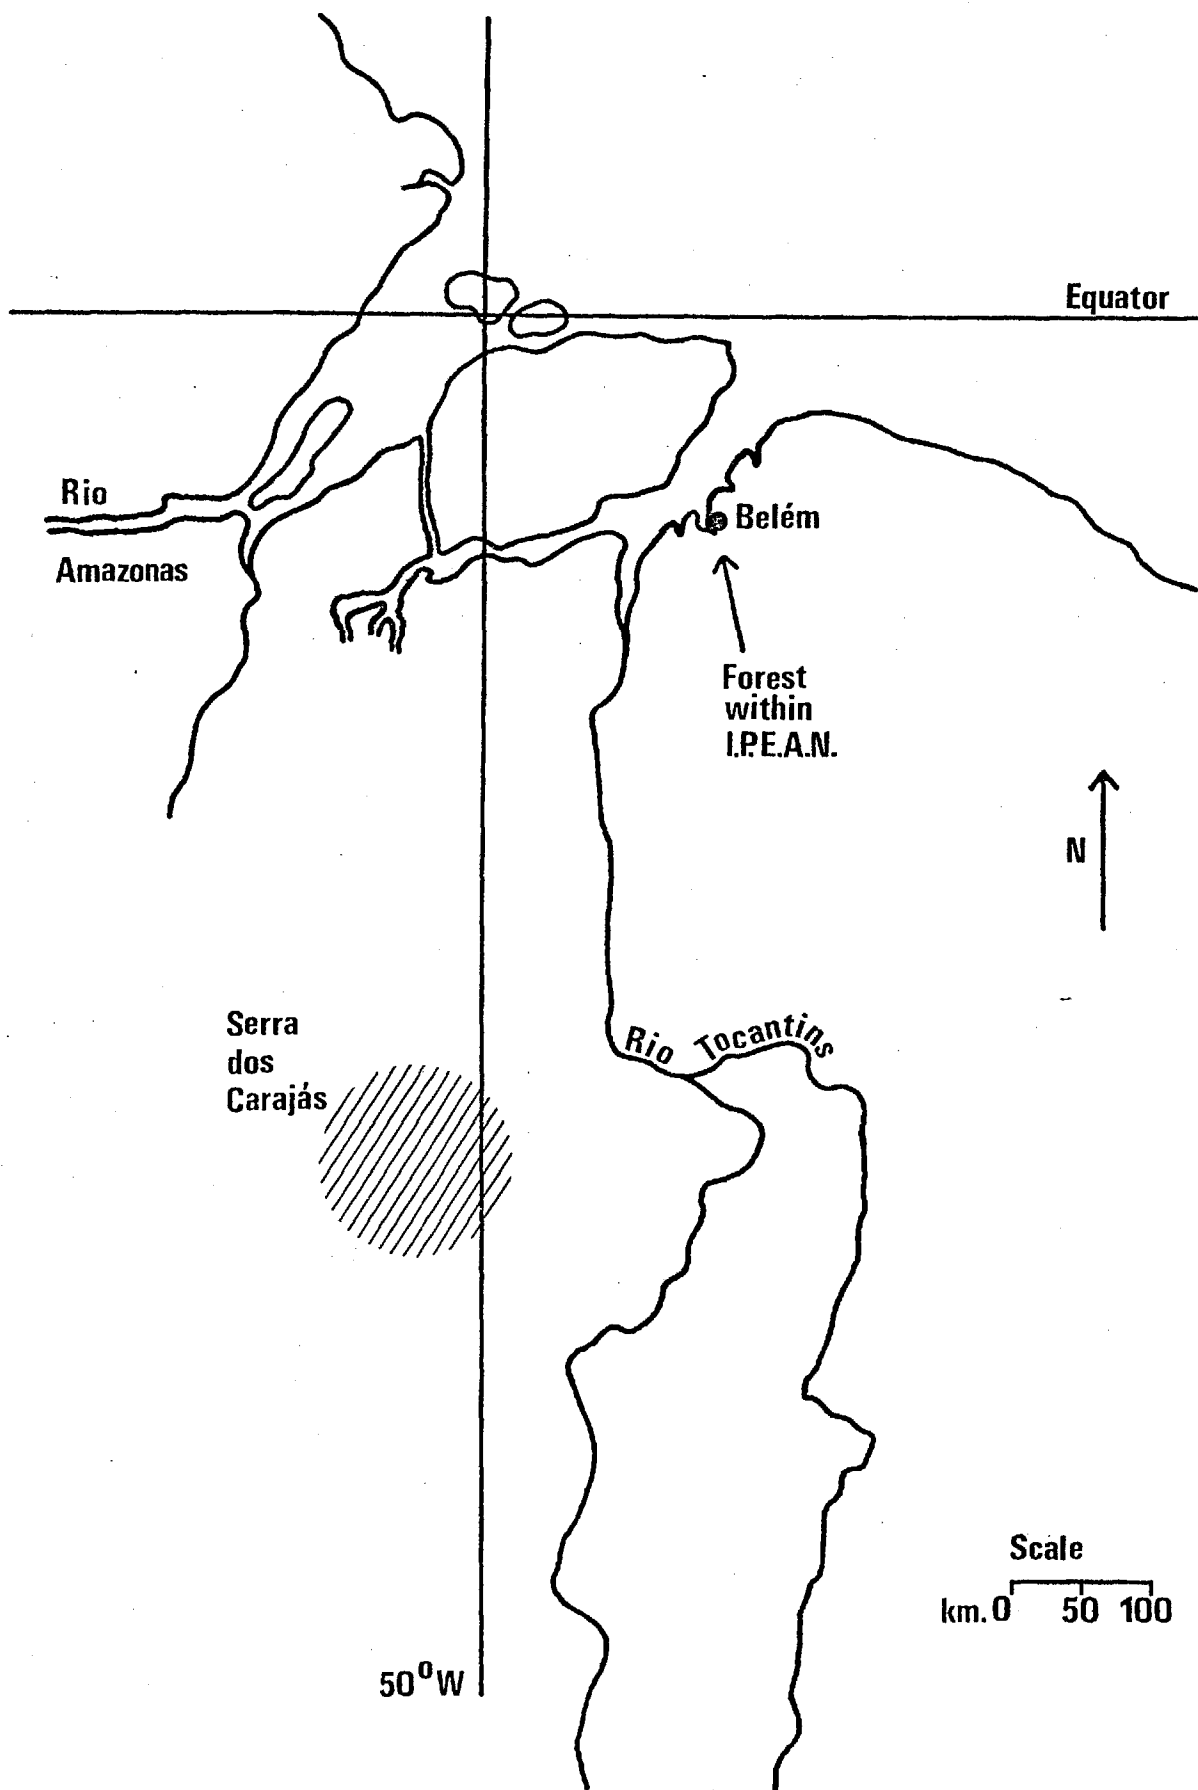 Equator
Rio
Amazonas
Belém
Forest
within
I.P.E.A.N.
N
Serra
dos
Carajás
Rio Tocantins
Scale
km. 0 50 100
50°W